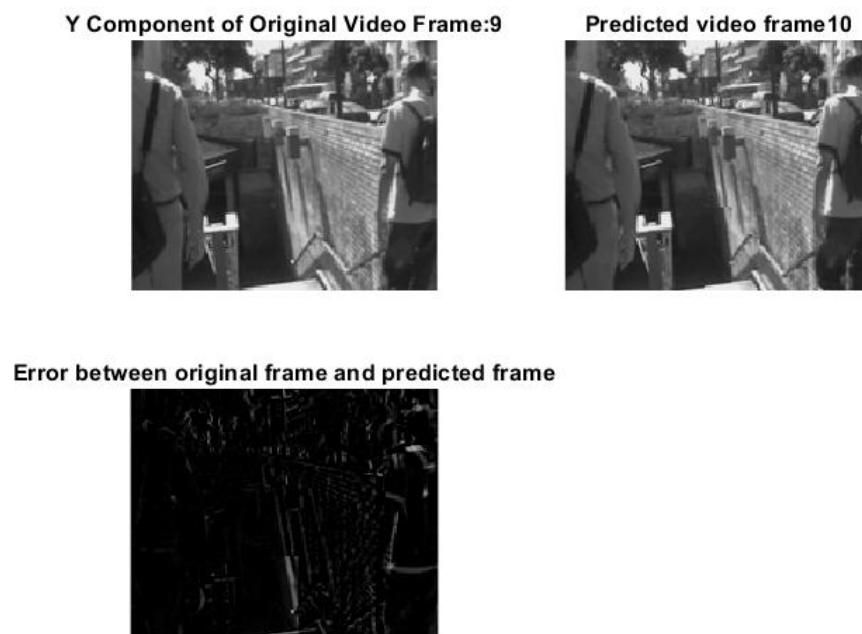 Y Component of Original Video Frame:9
Predicted video frame10
Error between original frame and predicted frame